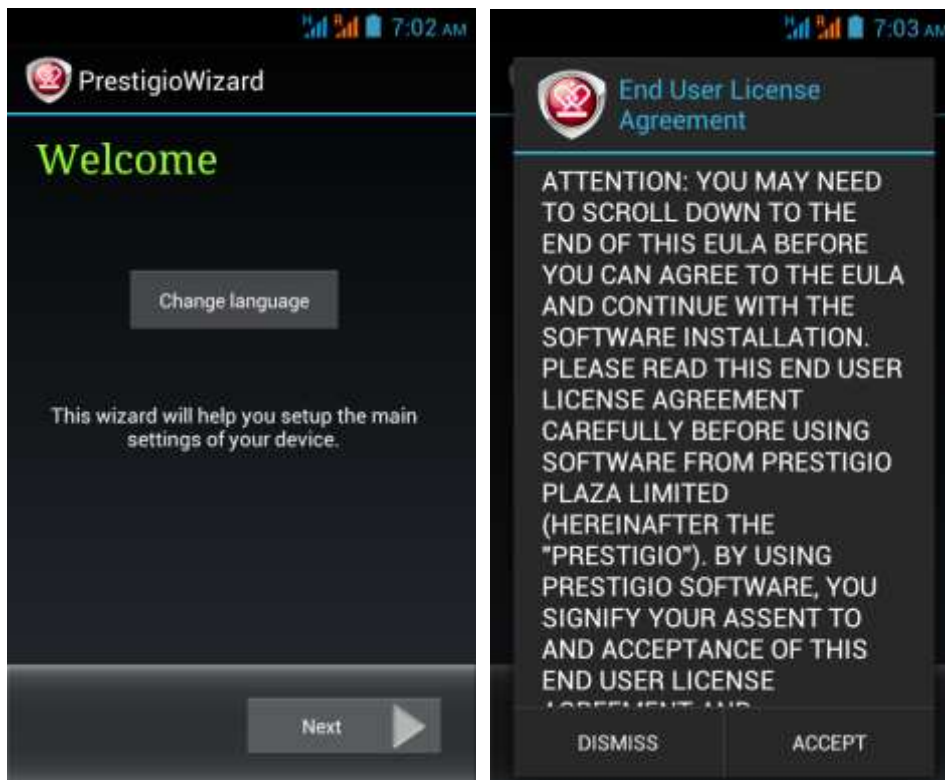 H R 7:02 AM
PrestigioWizard
Welcome
Change language
This wizard will help you setup the main
settings of your device.
Next
H R 7:03 AM
End User License
Agreement
ATTENTION: YOU MAY NEED
TO SCROLL DOWN TO THE
END OF THIS EULA BEFORE
YOU CAN AGREE TO THE EULA
AND CONTINUE WITH THE
SOFTWARE INSTALLATION.
PLEASE READ THIS END USER
LICENSE AGREEMENT
CAREFULLY BEFORE USING
SOFTWARE FROM PRESTIGIO
PLAZA LIMITED
(HEREINAFTER THE
"PRESTIGIO"). BY USING
PRESTIGIO SOFTWARE, YOU
SIGNIFY YOUR ASSENT TO
AND ACCEPTANCE OF THIS
END USER LICENSE
AGREEMENT AND
DISMISS ACCEPT